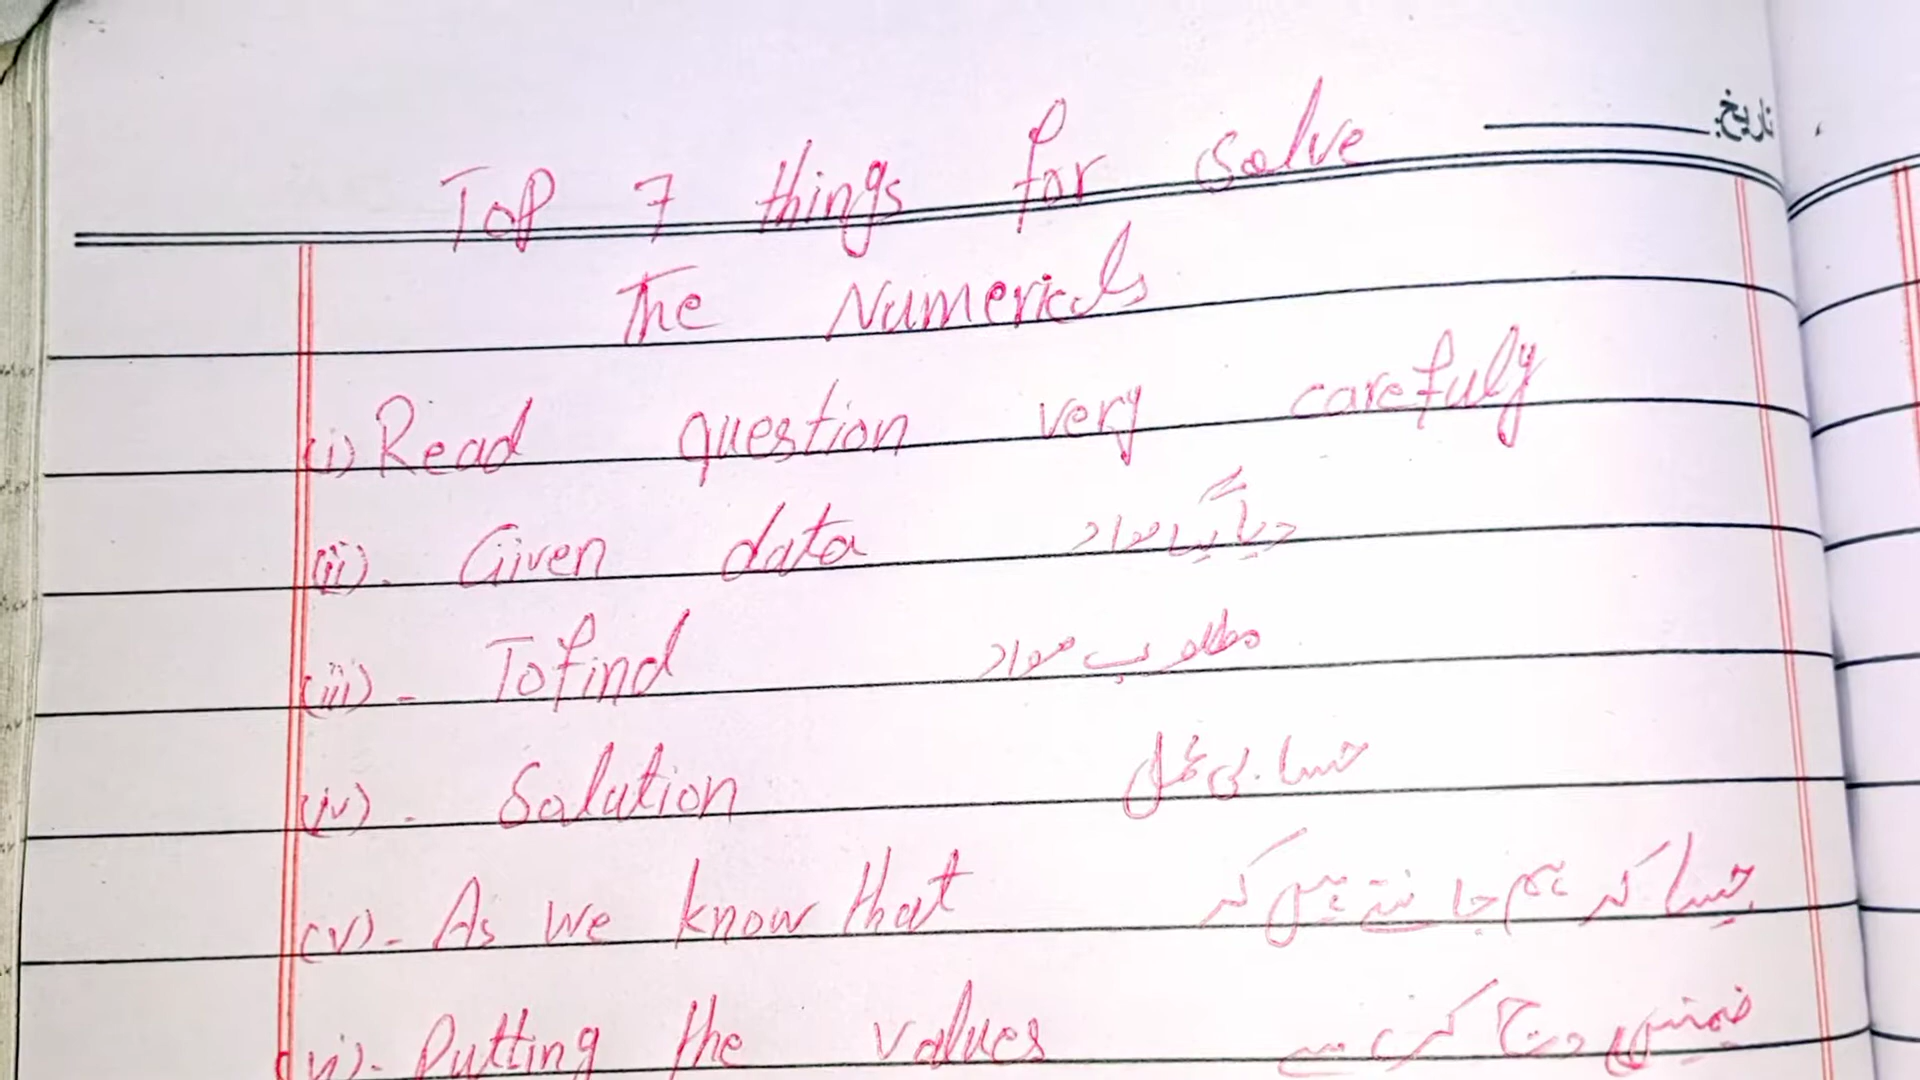 تاریخ
Top 7 things for solve
The Numericals
(i) Read question very carefuly
(ii). Given data دیا گیا مواد
(iii) - To find مطلوب مواد
(iv) . Solution حسابی عمل
(v) - As we know that جیسا کہ ہم جانتے ہیں کہ
(vi) - Putting the values قیمتیں درج کرنے سے